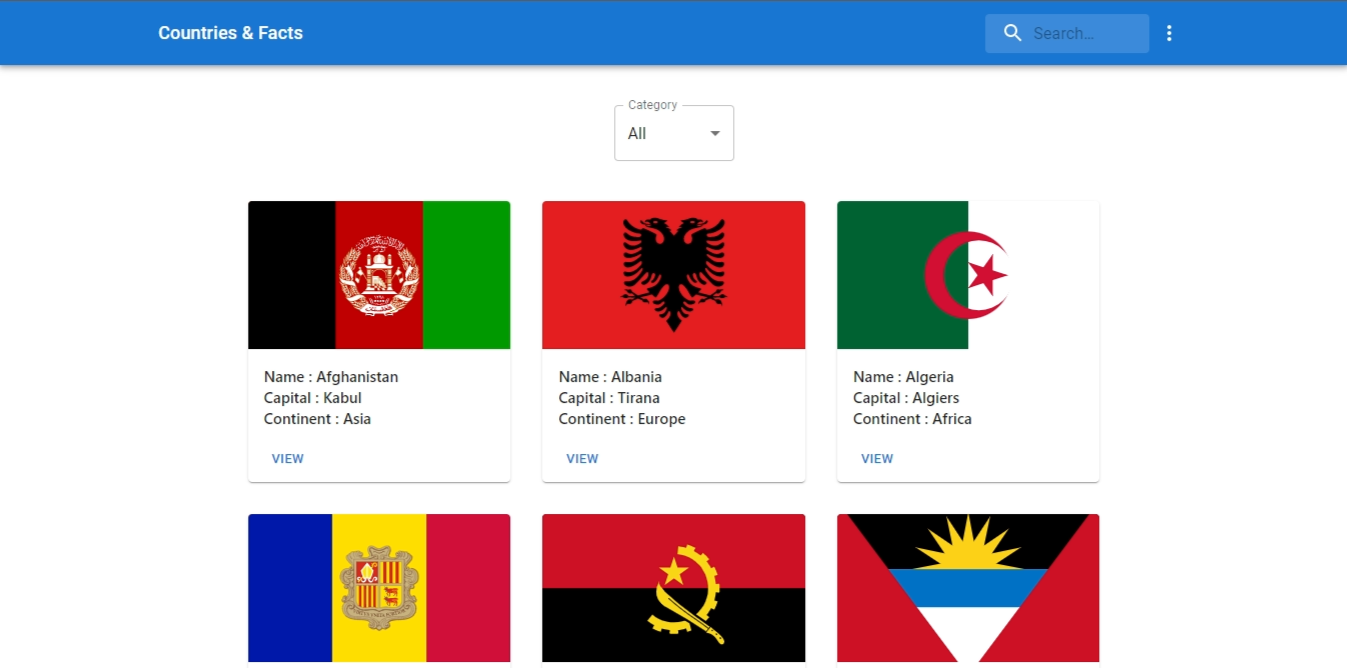 Countries & Facts
Search...
Category
All
Name : Afghanistan
Capital : Kabul
Continent : Asia
VIEW
Name : Albania
Capital : Tirana
Continent : Europe
VIEW
Name : Algeria
Capital : Algiers
Continent : Africa
VIEW